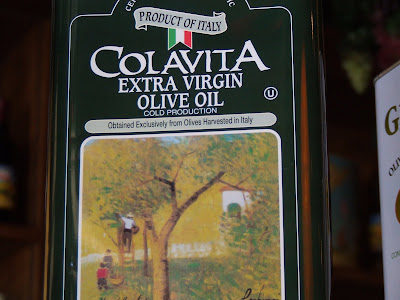 PRODUCT OF ITALY
COLAVITA
EXTRA VIRGIN
OLIVE OIL
COLD PRODUCTION
U
Obtained Exclusively from Olives Harvested in Italy